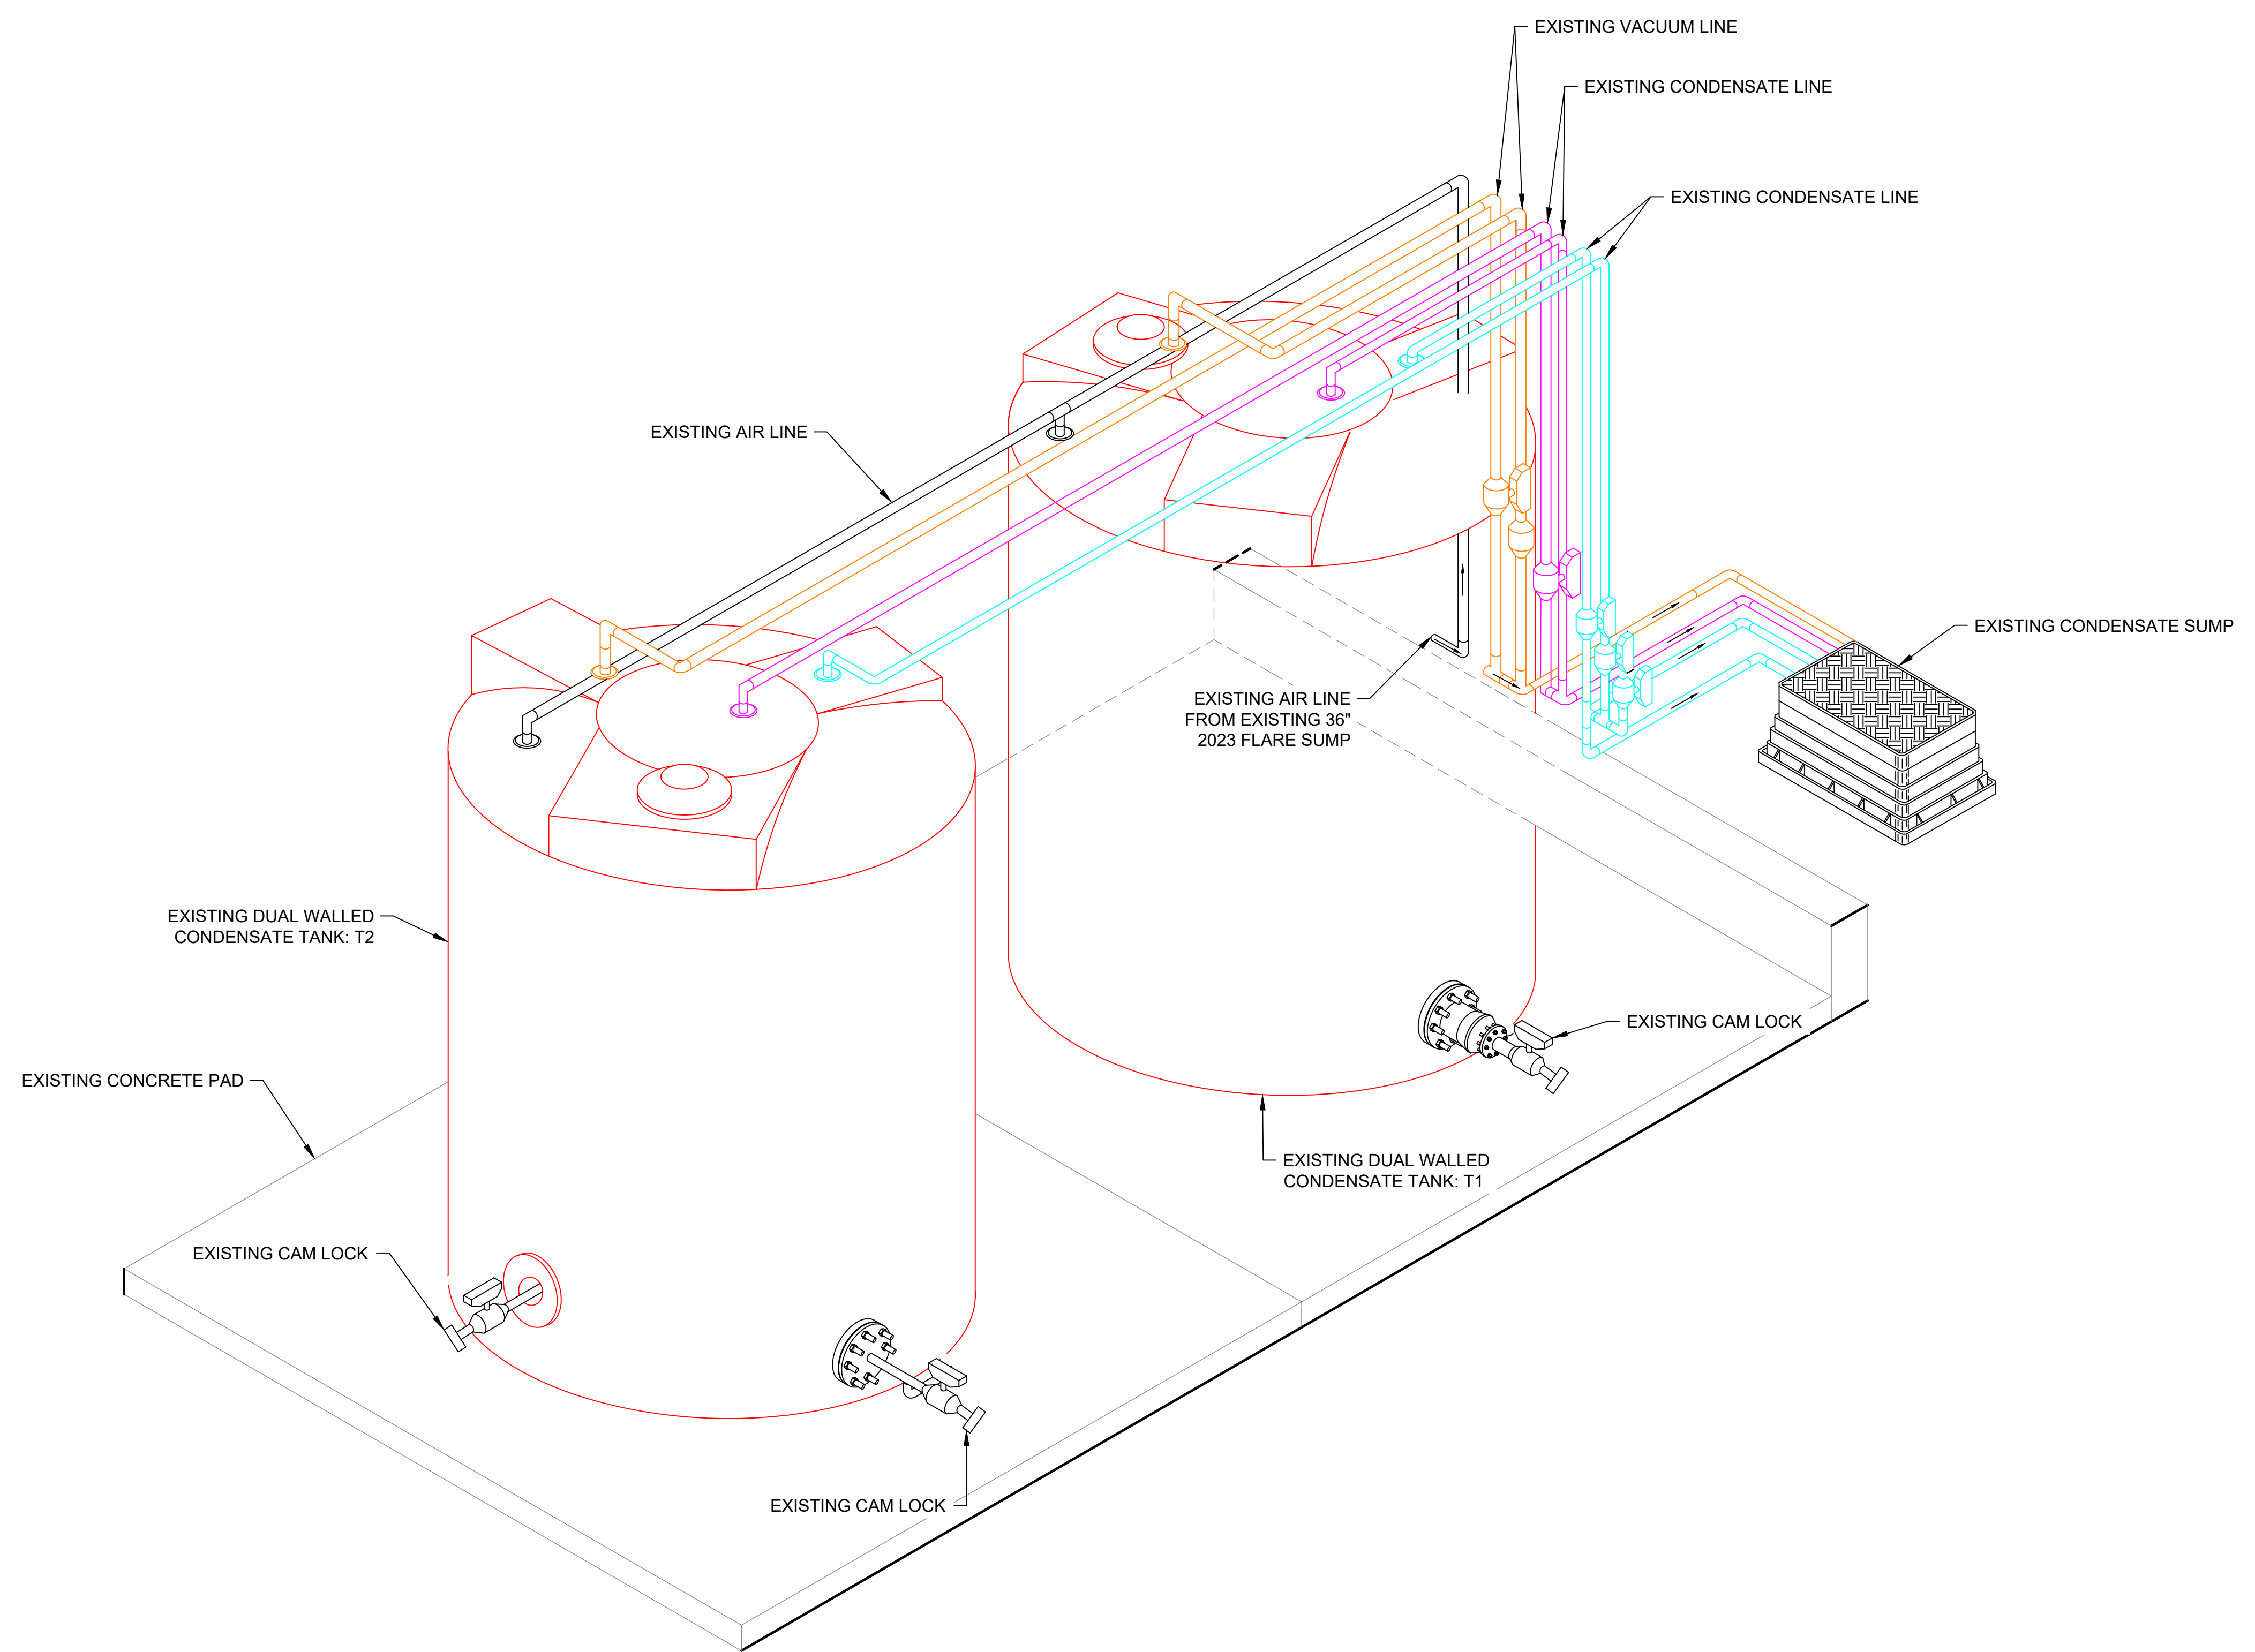 EXISTING VACUUM LINE
EXISTING CONDENSATE LINE
EXISTING CONDENSATE LINE
EXISTING AIR LINE
EXISTING CONDENSATE SUMP
EXISTING AIR LINE
FROM EXISTING 36"
2023 FLARE SUMP
EXISTING DUAL WALLED
CONDENSATE TANK: T2
EXISTING CAM LOCK
EXISTING CONCRETE PAD
EXISTING DUAL WALLED
CONDENSATE TANK: T1
EXISTING CAM LOCK
EXISTING CAM LOCK